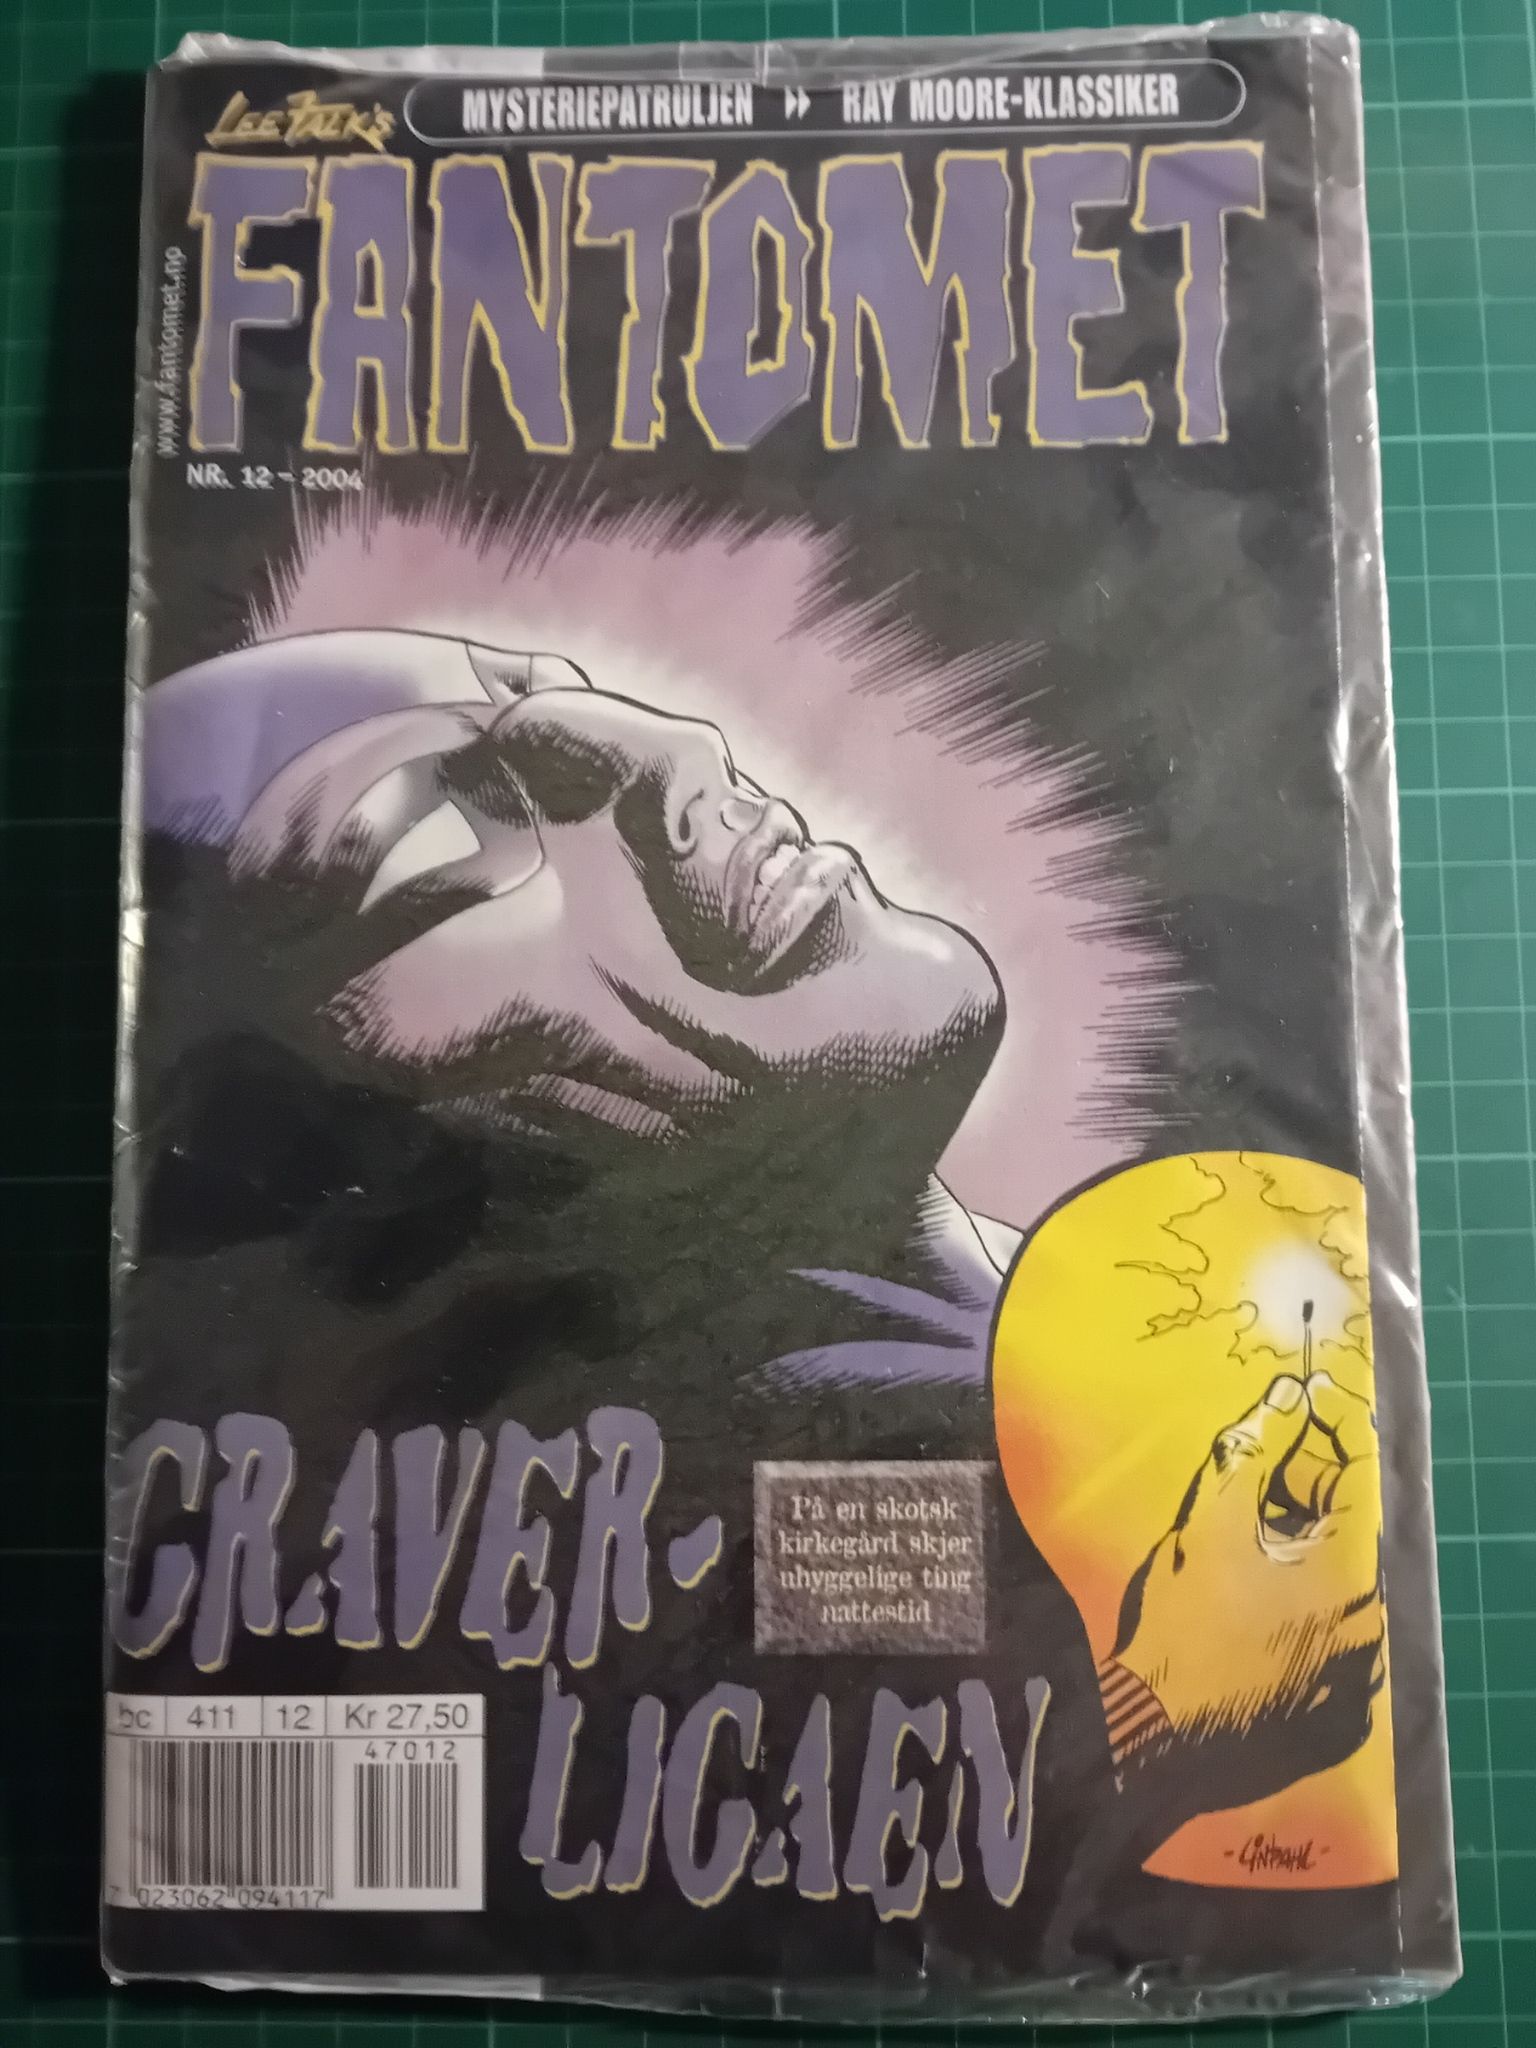 LEE FALK'S
MYSTERIEPATRULJEN RAY MOORE-KLASSIKER
FANTOMET
www.fantomet.no
NR. 12 - 2004
GRAVER-
LIGAEN
På en skotsk
kirkegård skjer
uhyggelige ting
nattestid
bc 411 12 Kr 27,50
47012
7 023062 094117
- LINDAHL -